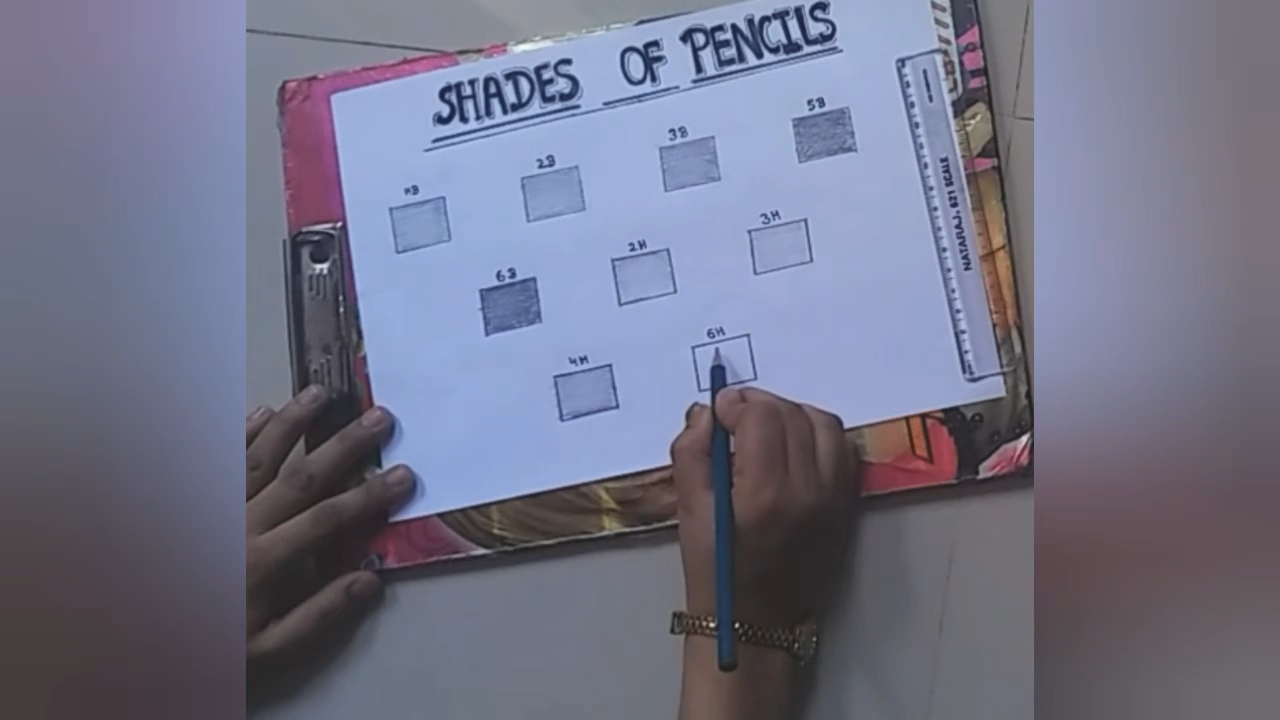 SHADES OF PENCILS
HB
2B
3B
5B
6B
2H
3H
4H
6H
NATARAJ, 621 SCALE